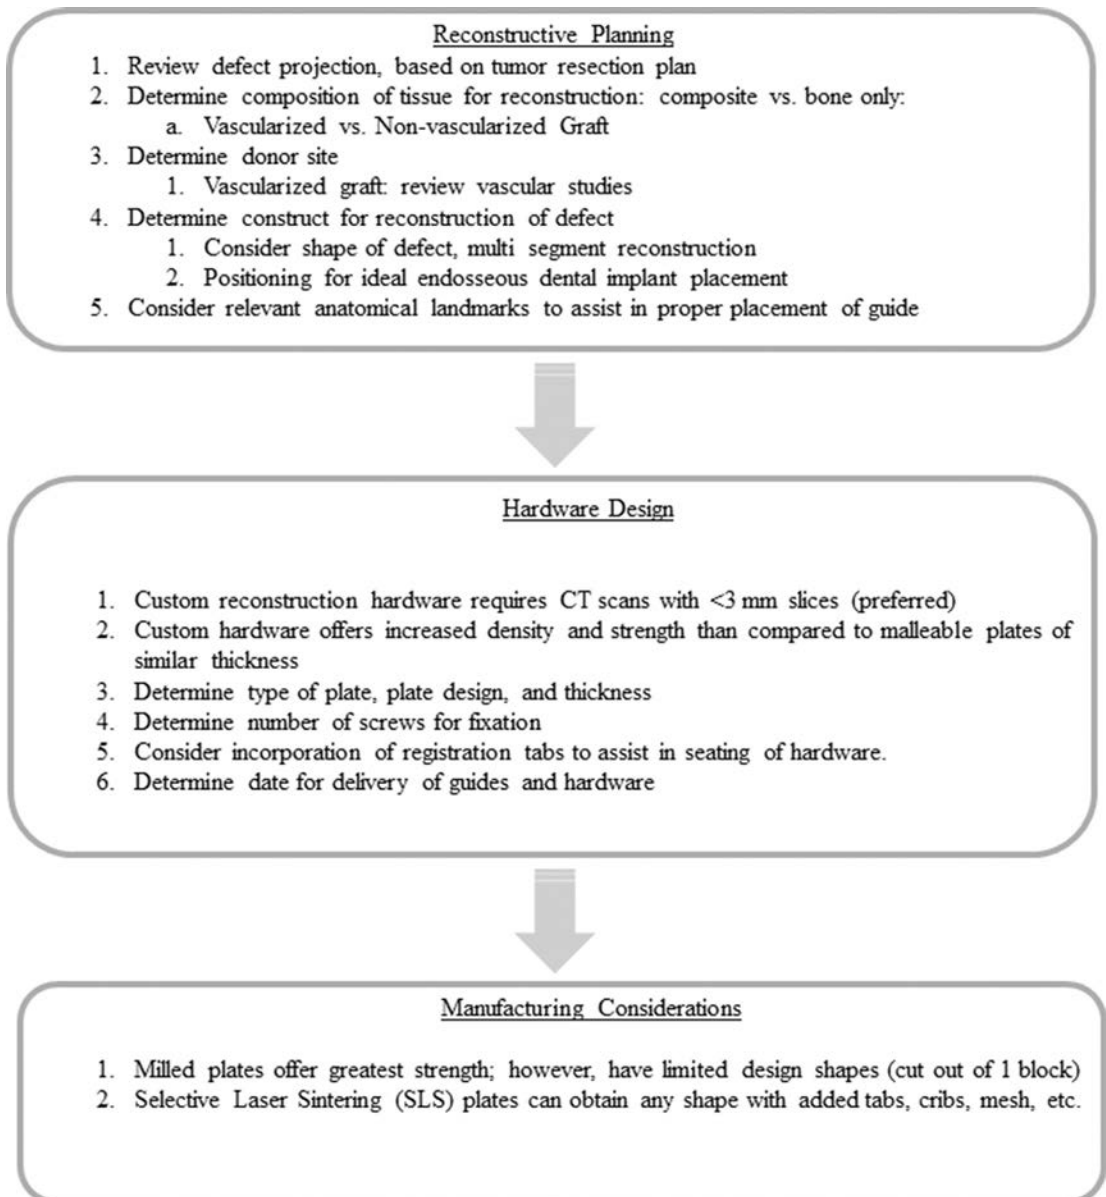 Reconstructive Planning
1. Review defect projection, based on tumor resection plan
2. Determine composition of tissue for reconstruction: composite vs. bone only:
a. Vascularized vs. Non-vascularized Graft
3. Determine donor site
1. Vascularized graft: review vascular studies
4. Determine construct for reconstruction of defect
1. Consider shape of defect, multi segment reconstruction
2. Positioning for ideal endosseous dental implant placement
5. Consider relevant anatomical landmarks to assist in proper placement of guide
Hardware Design
1. Custom reconstruction hardware requires CT scans with <3 mm slices (preferred)
2. Custom hardware offers increased density and strength than compared to malleable plates of
similar thickness
3. Determine type of plate, plate design, and thickness
4. Determine number of screws for fixation
5. Consider incorporation of registration tabs to assist in seating of hardware.
6. Determine date for delivery of guides and hardware
Manufacturing Considerations
1. Milled plates offer greatest strength; however, have limited design shapes (cut out of 1 block)
2. Selective Laser Sintering (SLS) plates can obtain any shape with added tabs, cribs, mesh, etc.